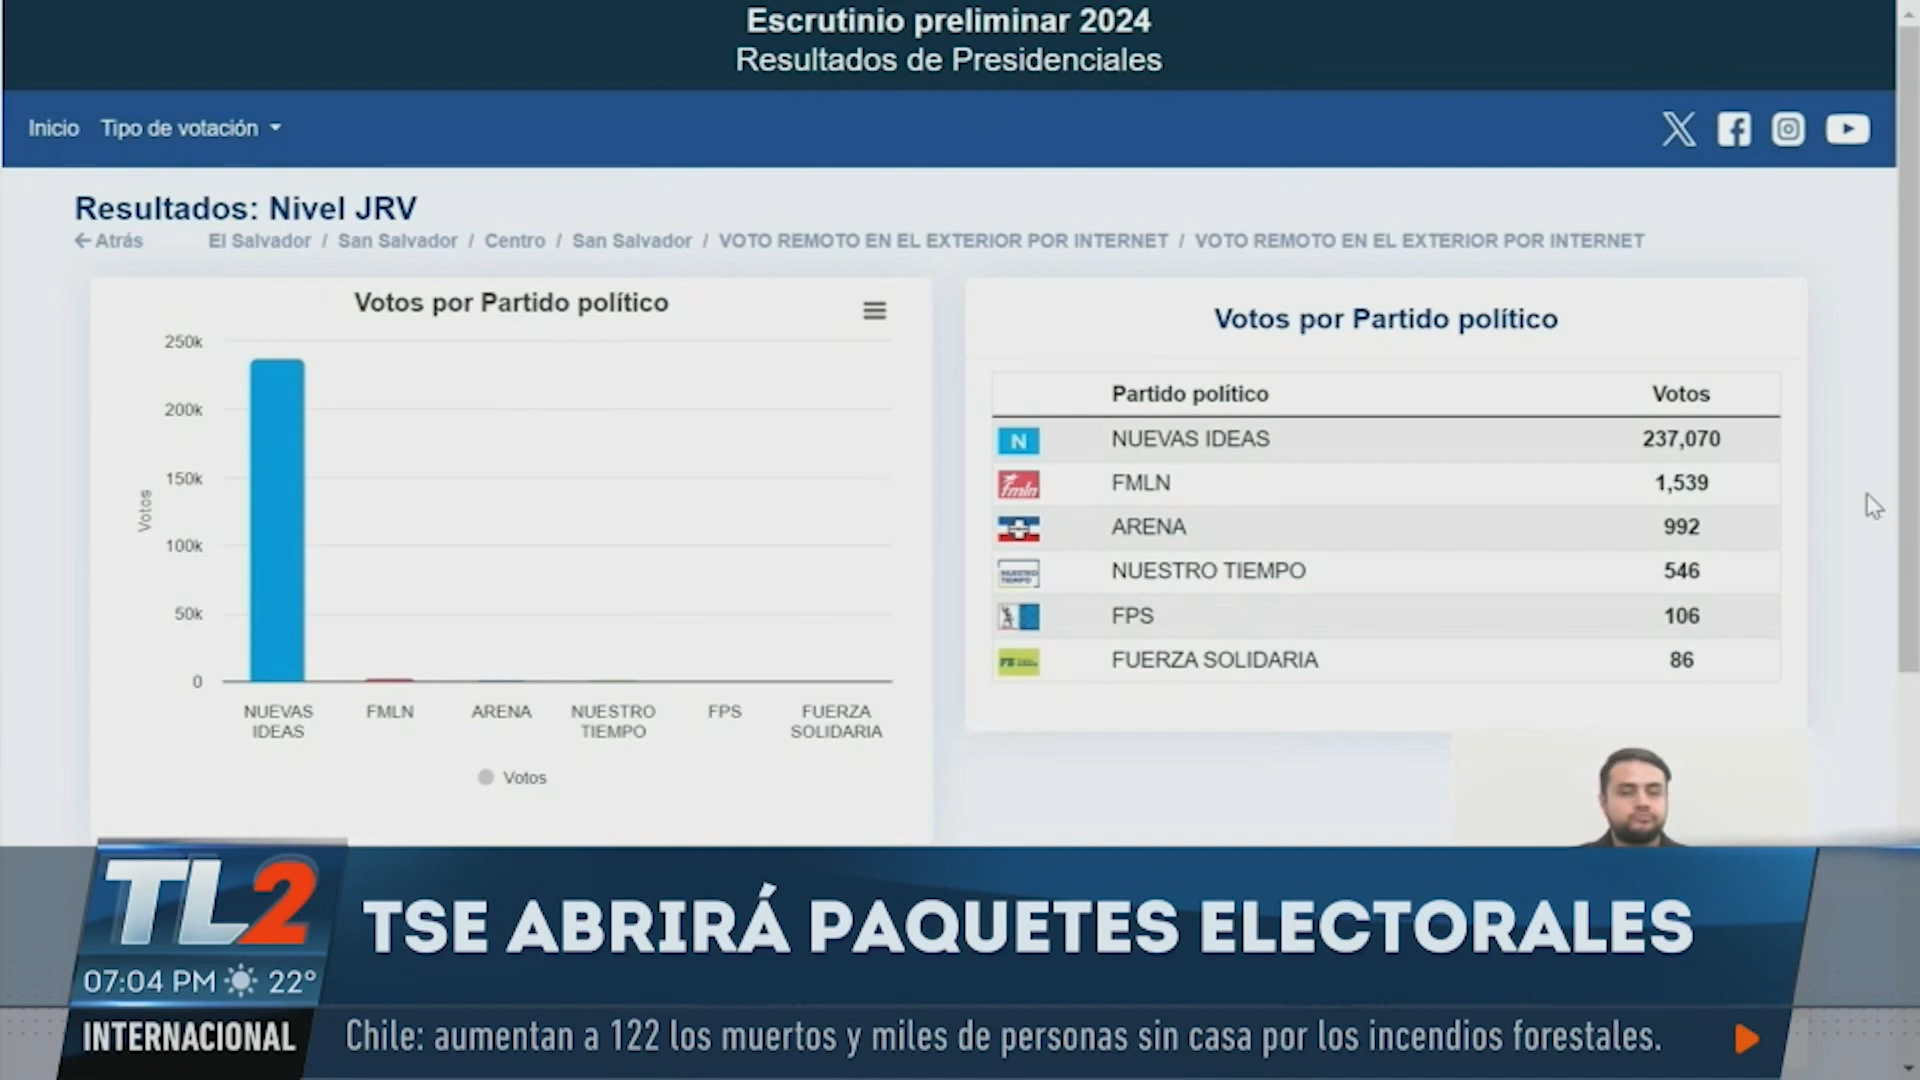 Escrutinio preliminar 2024
Resultados de Presidenciales
Inicio Tipo de votación
Resultados: Nivel JRV
Atrás El Salvador / San Salvador / Centro / San Salvador / VOTO REMOTO EN EL EXTERIOR POR INTERNET / VOTO REMOTO EN EL EXTERIOR POR INTERNET
Votos por Partido político
250k
200k
150k
100k
50k
0
Votos
NUEVAS IDEAS
FMLN
ARENA
NUESTRO TIEMPO
FPS
FUERZA SOLIDARIA
Votos
Votos por Partido político
Partido político Votos
N NUEVAS IDEAS 237,070
fmln FMLN 1,539
ARENA 992
NUESTRO TIEMPO NUESTRO TIEMPO 546
FPS 106
FS FUERZA SOLIDARIA 86
TL2
07:04 PM 22°
TSE ABRIRÁ PAQUETES ELECTORALES
INTERNACIONAL Chile: aumentan a 122 los muertos y miles de personas sin casa por los incendios forestales.